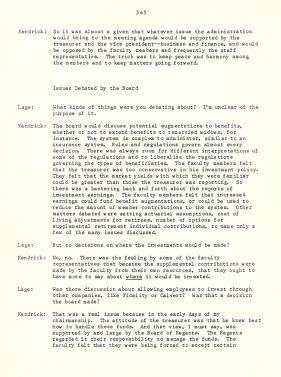 345
Kendrick: So it was almost a given that whatever issue the administration
would bring to the meeting agenda would be supported by the
treasurer and the vice president--business and finance, and would
be opposed by the faculty members and frequently the staff
representative. The trick was to keep peace and harmony among
the members and to keep matters going forward.
Issues Debated by the Board
Lage: What kinds of things were you debating about? I'm unclear of the
purpose of it.
Kendrick: The board would discuss potential augmentations to benefits,
whether or not to extend benefits to remarried widows, for
instance. The system is complex to administer, similar to an
insurance system. Rules and regulations govern almost every
decision. There was always room for different interpretations of
some of the regulations and to liberalize the regulations
governing the types of beneficiaries. The faculty members felt
that the treasurer was too conservative in his investment policy.
They felt that the market yields with which they were familiar
could be greater than those the treasurer was reporting. So
there was a bantering back and forth about the reports of
investment earnings. The faculty members felt that increased
earnings could fund benefit augmentations, or could be used to
reduce the amount of member contributions to the system. Other
matters debated were setting actuarial assumptions, cost of
living adjustments for retirees, number of options for
supplemental retirement individual contributions, to name only a
few of the many issues discussed.
Lage: But no decisions on where the investments would be made?
Kendrick: No, no. There was the feeling by some of the faculty
representatives that because the supplemental contributions were
made by the faculty from their own resources, that they ought to
have more to say about where it would be invested.
Lage: Was there discussion about allowing employees to invest through
other companies, like Fidelity or Calvert? Was that a decision
the board made?
Kendrick: That was a real issue because in the early days of my
chairmanship. The attitude of the treasurer was that he knew best
how to handle these funds. And that view, I must say, was
supported by and large by the Board of Regents. The Regents
regarded it their responsibility to manage the funds. The
faculty felt that they were being forced to accept certain